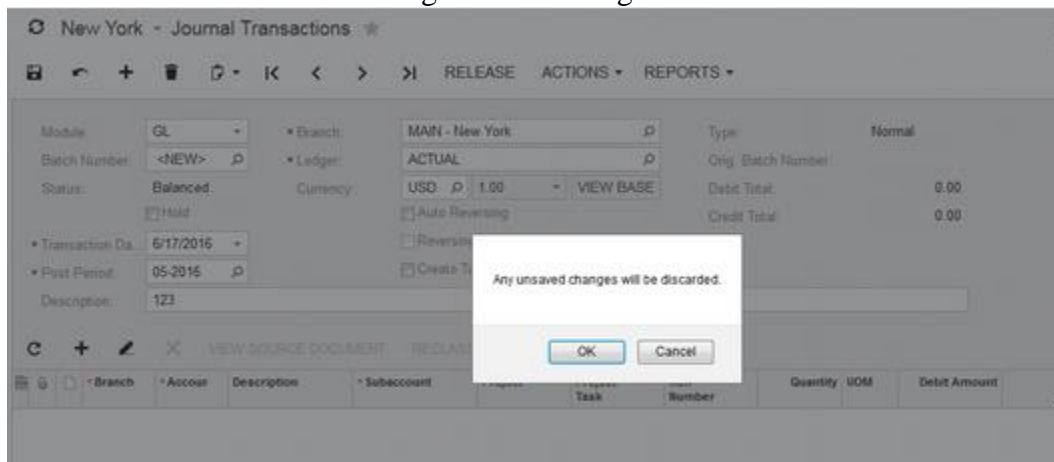 New York - Journal Transactions
RELEASE ACTIONS REPORTS
Module: GL * Branch: MAIN - New York Type: Normal
Batch Number: <NEW> * Ledger: ACTUAL Orig. Batch Number:
Status: Balanced Currency: USD 1.00 VIEW BASE Debit Total: 0.00
Hold Auto Reversing Credit Total: 0.00
* Transaction Da... 6/17/2016
* Post Period: 05-2016 Create
Description: 123
Any unsaved changes will be discarded.
OK Cancel
VIEW SOURCE DOCUMENT
* Branch * Accour Description * Subaccount Task Number Quantity UOM Debit Amount